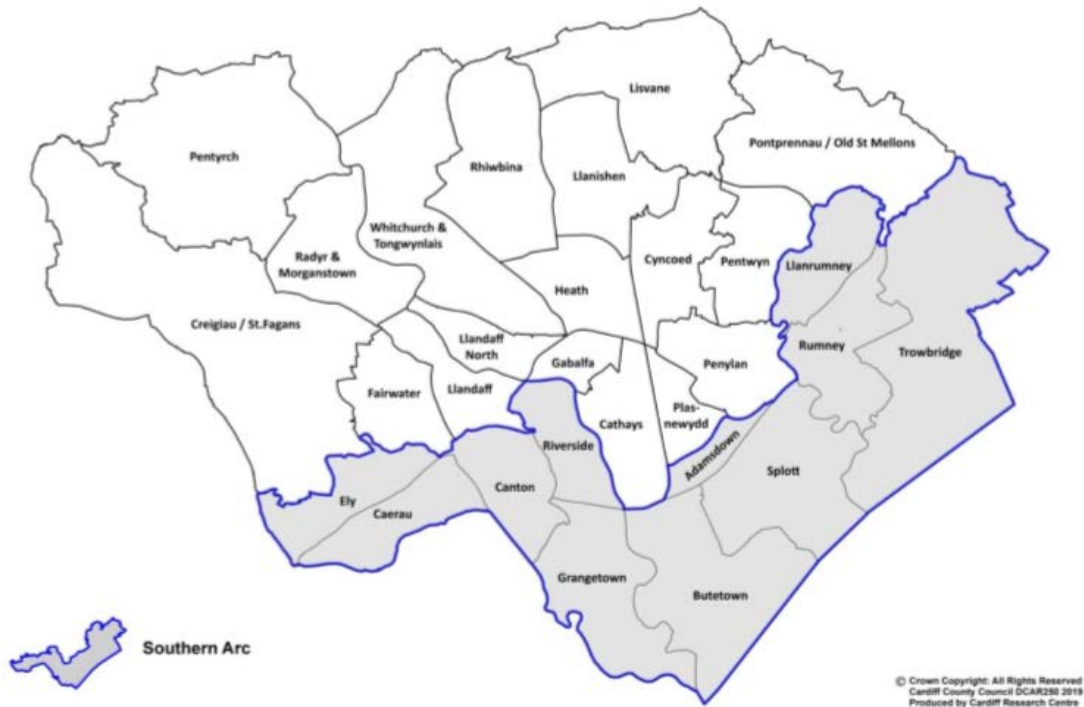 Lisvane
Pontprennau / Old St Mellons
Pentyrch
Rhiwbina
Llanishen
Whitchurch &
Tongwynlais
Radyr &
Morganstown
Cyncoed
Pentwyn
Llanrumney
Heath
Creigiau / St.Fagans
Llandaff
North
Rumney
Trowbridge
Gabalfa
Penylan
Fairwater
Llandaff
Plas-
newydd
Cathays
Riverside
Adamsdown
Splott
Canton
Ely
Caerau
Grangetown
Butetown
Southern Arc
© Crown Copyright: All Rights Reserved
Cardiff County Council DCAR250 2019
Produced by Cardiff Research Centre